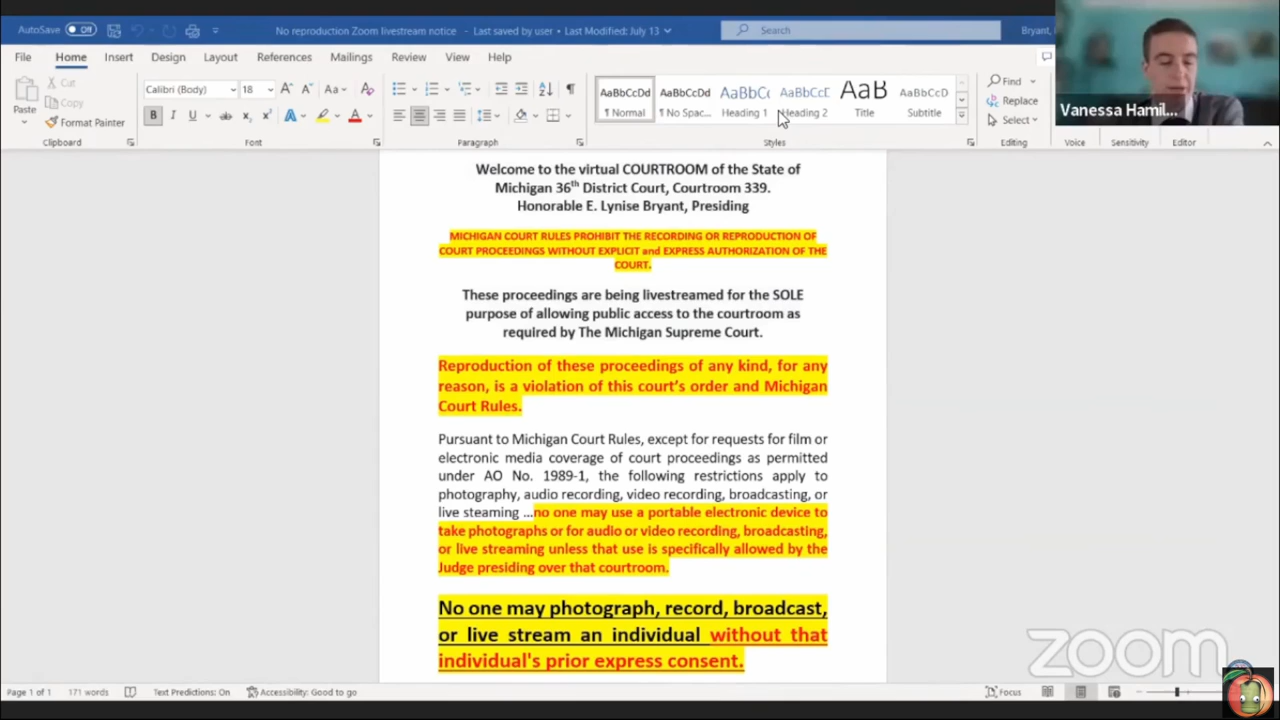 AutoSave Off
No reproduction Zoom livestream notice - Last saved by user • Last Modified: July 13
Search
Bryant,
File Home Insert Design Layout References Mailings Review View Help
Paste
Cut
Copy
Format Painter
Clipboard
Calibri (Body) 18
Font
Paragraph
AaBbCcDd AaBbCcDd AaBbCc AaBbCcE AaB AaBbCcD
¶ Normal ¶ No Spac... Heading 1 Heading 2 Title Subtitle
Styles
Find
Replace
Select
Editing
Voice Sensitivity Editor
Vanessa Hamil...
Welcome to the virtual COURTROOM of the State of
Michigan 36th District Court, Courtroom 339.
Honorable E. Lynise Bryant, Presiding
MICHIGAN COURT RULES PROHIBIT THE RECORDING OR REPRODUCTION OF
COURT PROCEEDINGS WITHOUT EXPLICIT and EXPRESS AUTHORIZATION OF THE
COURT.
These proceedings are being livestreamed for the SOLE
purpose of allowing public access to the courtroom as
required by The Michigan Supreme Court.
Reproduction of these proceedings of any kind, for any
reason, is a violation of this court's order and Michigan
Court Rules.
Pursuant to Michigan Court Rules, except for requests for film or
electronic media coverage of court proceedings as permitted
under AO No. 1989-1, the following restrictions apply to
photography, audio recording, video recording, broadcasting, or
live steaming ...no one may use a portable electronic device to
take photographs or for audio or video recording, broadcasting,
or live streaming unless that use is specifically allowed by the
Judge presiding over that courtroom.
No one may photograph, record, broadcast,
or live stream an individual without that
individual's prior express consent.
zoom
Page 1 of 1 171 words Text Predictions: On Accessibility: Good to go
Focus